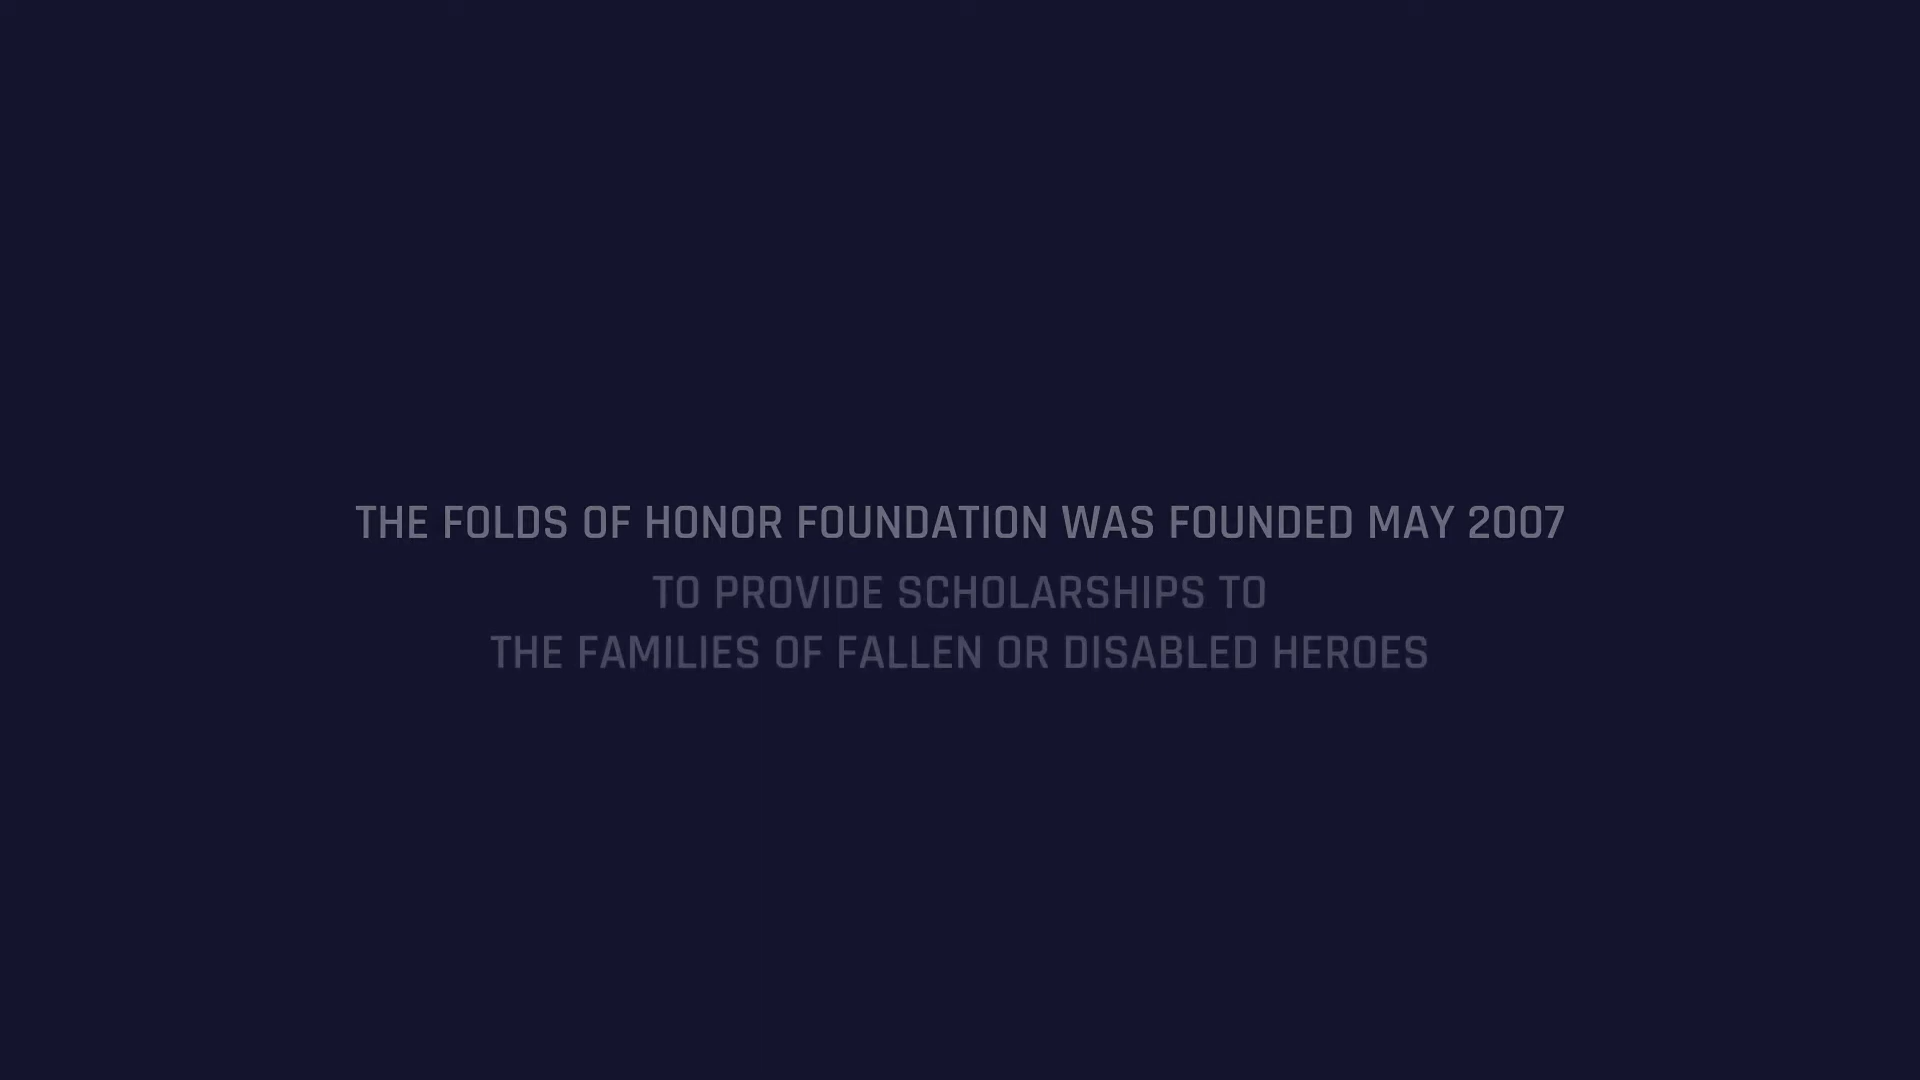 THE FOLDS OF HONOR FOUNDATION WAS FOUNDED MAY 2007
TO PROVIDE SCHOLARSHIPS TO
THE FAMILIES OF FALLEN OR DISABLED HEROES